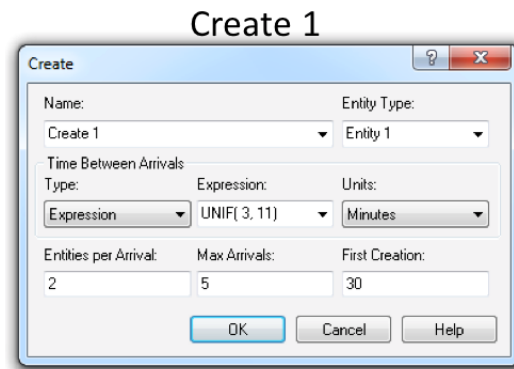 Create 1
Create
?
Name: Entity Type:
Create 1 Entity 1
Time Between Arrivals
Type: Expression: Units:
Expression UNIF( 3, 11) Minutes
Entities per Arrival: Max Arrivals: First Creation:
2 5 30
OK Cancel Help